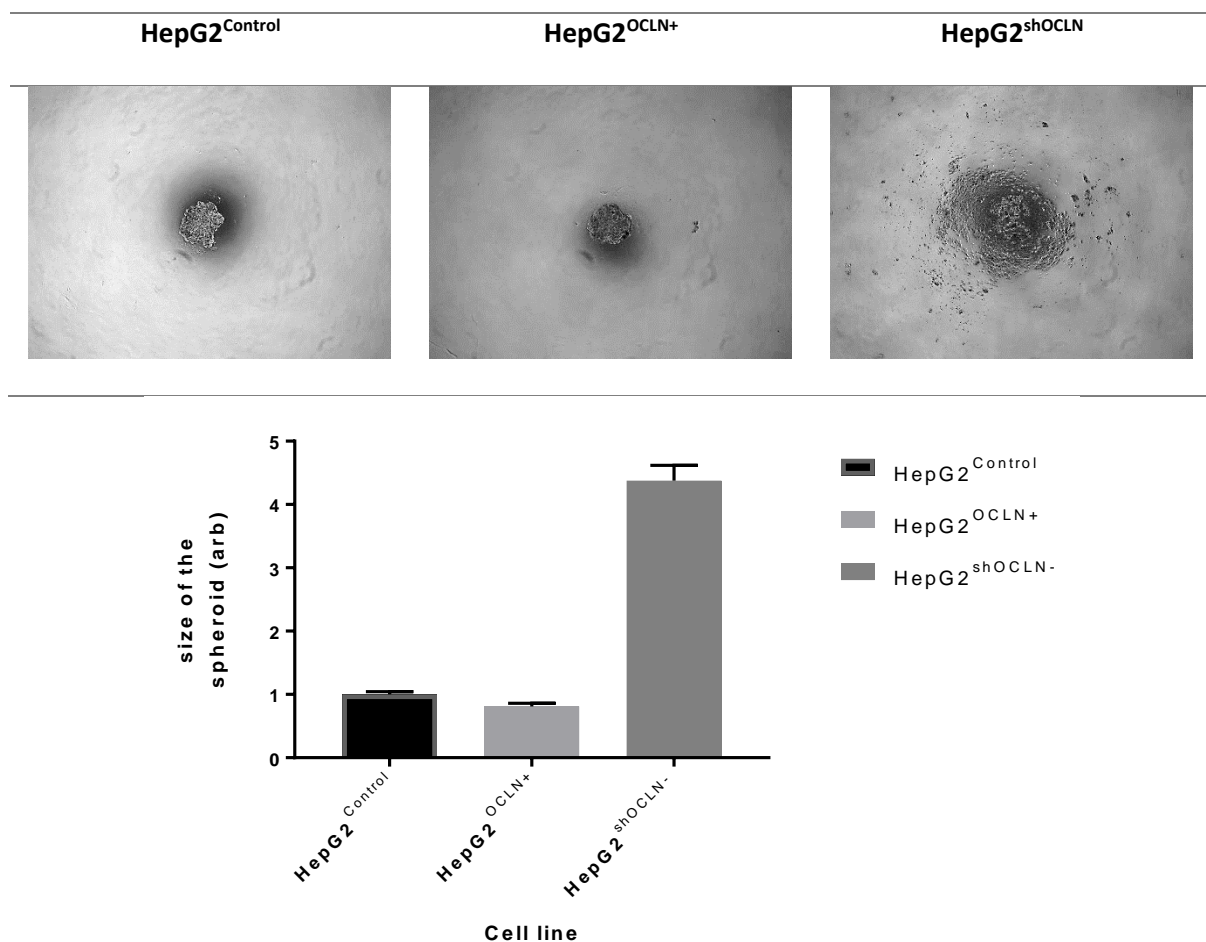 HepG2Control HepG2OCLN+ HepG2shOCLN
5
4
3
2
1
0
size of the
spheroid (arb)
HepG2Control
HepG2OCLN+
HepG2shOCLN-
Cell line
HepG2Control
HepG2OCLN+
HepG2shOCLN-